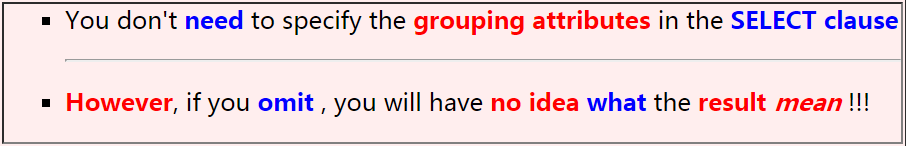 You don't need to specify the grouping attributes in the SELECT clause
However, if you omit , you will have no idea what the result mean !!!